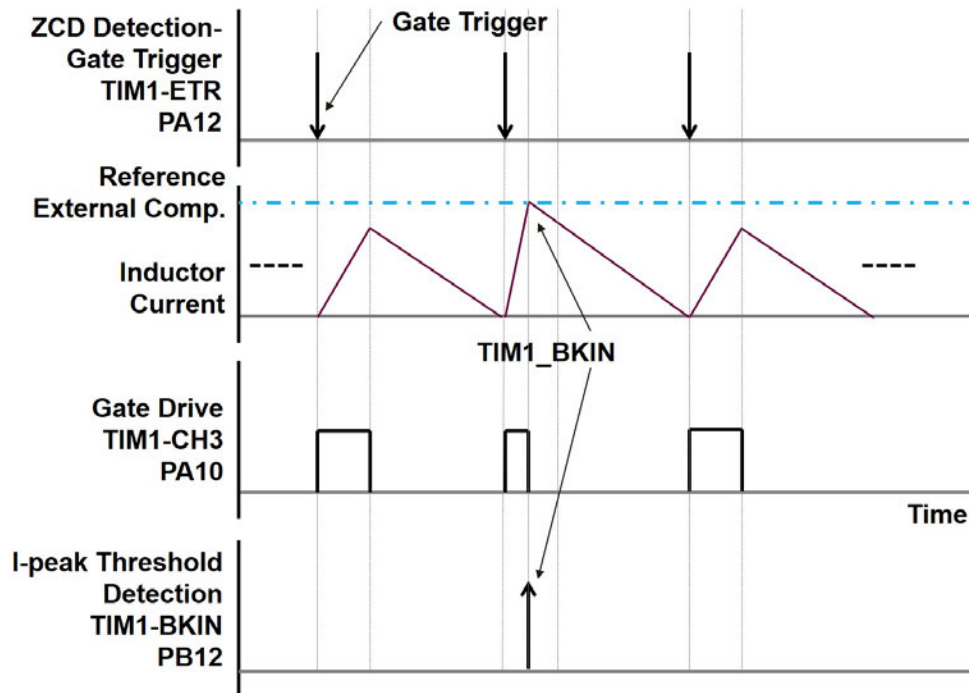 ZCD Detection-
Gate Trigger
TIM1-ETR
PA12
Gate Trigger
Reference
External Comp.
Inductor
Current
TIM1_BKIN
Gate Drive
TIM1-CH3
PA10
Time
I-peak Threshold
Detection
TIM1-BKIN
PB12